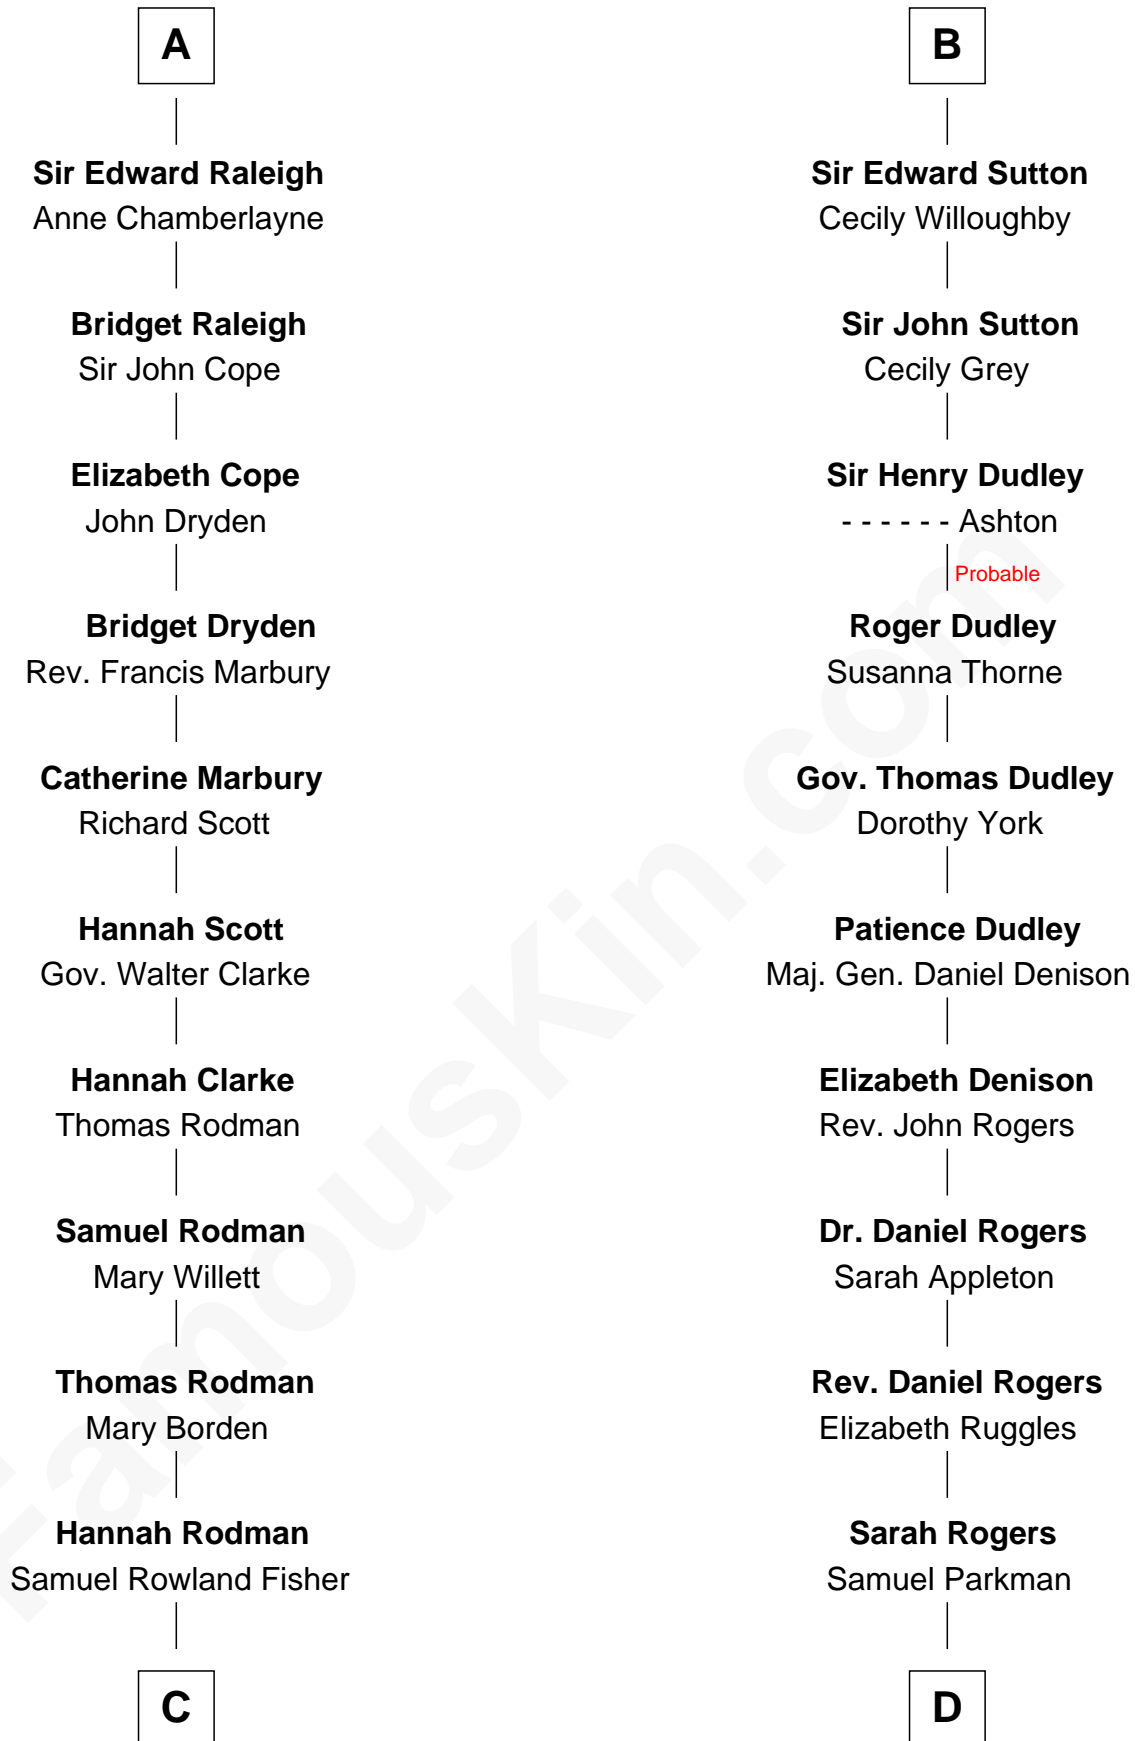 A
Sir Edward Raleigh
Anne Chamberlayne
Bridget Raleigh
Sir John Cope
Elizabeth Cope
John Dryden
Bridget Dryden
Rev. Francis Marbury
Catherine Marbury
Richard Scott
Hannah Scott
Gov. Walter Clarke
Hannah Clarke
Thomas Rodman
Samuel Rodman
Mary Willett
Thomas Rodman
Mary Borden
Hannah Rodman
Samuel Rowland Fisher
C
B
Sir Edward Sutton
Cecily Willoughby
Sir John Sutton
Cecily Grey
Sir Henry Dudley
- - - - - - Ashton
Probable
Roger Dudley
Susanna Thorne
Gov. Thomas Dudley
Dorothy York
Patience Dudley
Maj. Gen. Daniel Denison
Elizabeth Denison
Rev. John Rogers
Dr. Daniel Rogers
Sarah Appleton
Rev. Daniel Rogers
Elizabeth Ruggles
Sarah Rogers
Samuel Parkman
D
FamousKin.com